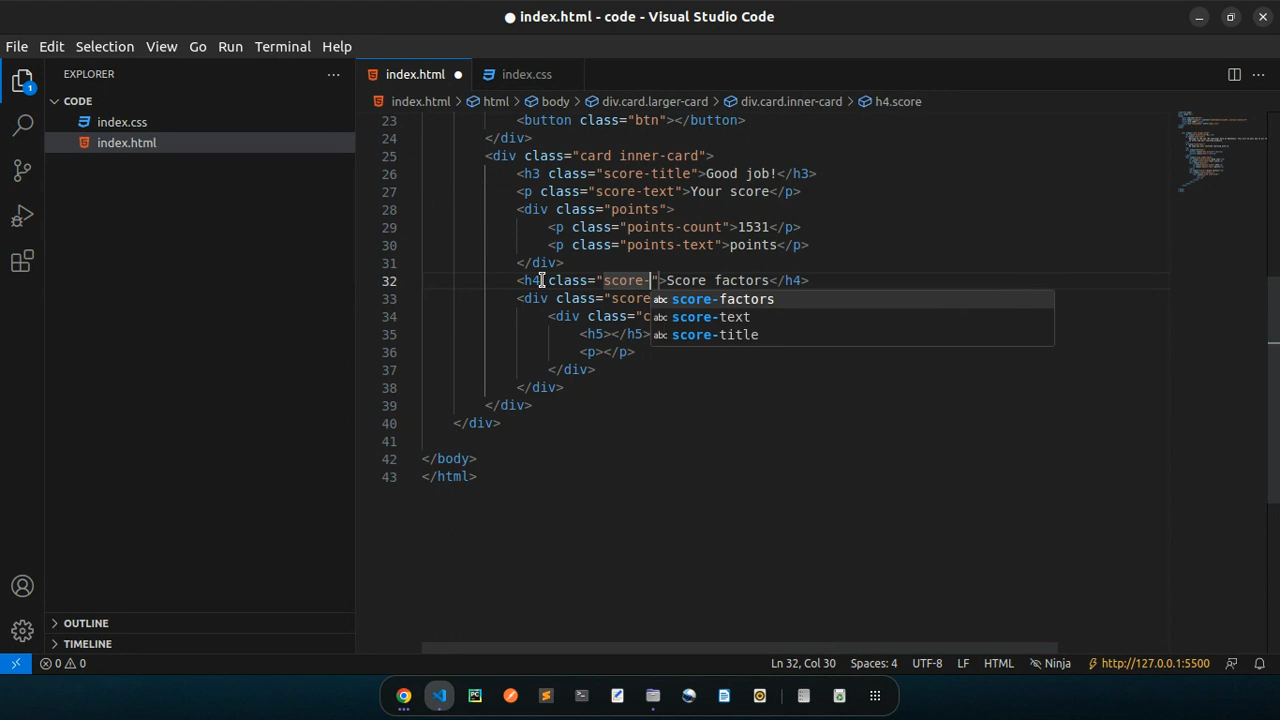 ● index.html - code - Visual Studio Code
File Edit Selection View Go Run Terminal Help
EXPLORER
index.html ●
index.css
CODE
index.css
index.html
1
index.html > html > body > div.card.larger-card > div.card.inner-card > h4.score
23 <button class="btn"></button>
24 </div>
25 <div class="card inner-card">
26 <h3 class="score-title">Good job!</h3>
27 <p class="score-text">Your score</p>
28 <div class="points">
29 <p class="points-count">1531</p>
30 <p class="points-text">points</p>
31 </div>
32 <h4 class="score-">Score factors</h4>
33 <div class="score
34 <div class="c
35 <h5></h5>
36 <p></p>
37 </div>
38 </div>
39 </div>
40 </div>
41
42 </body>
43 </html>
abc score-factors
abc score-text
abc score-title
OUTLINE
TIMELINE
0 0
Ln 32, Col 30 Spaces: 4 UTF-8 LF HTML Ninja http://127.0.0.1:5500
PC